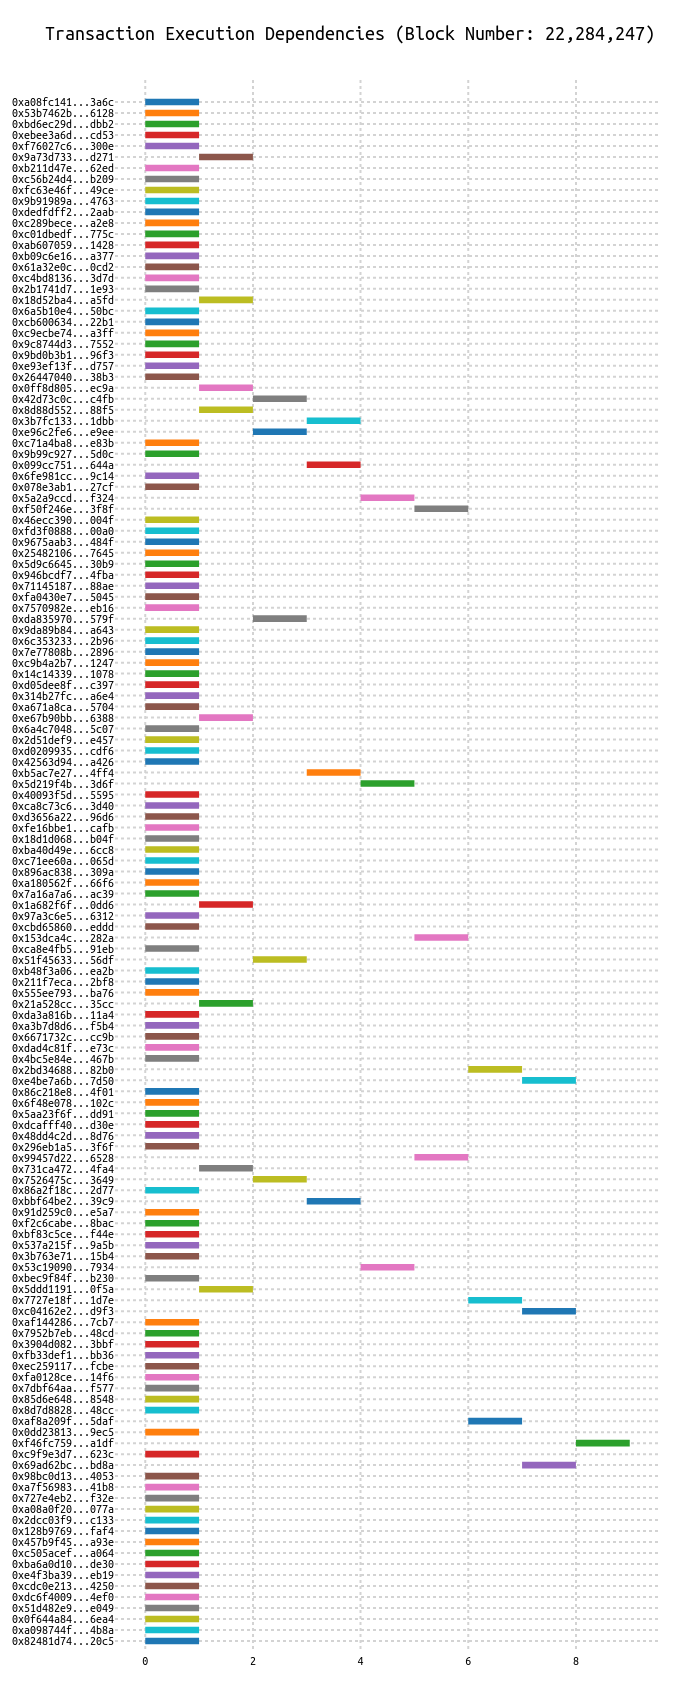 Transaction Execution Dependencies (Block Number: 22,284,247)
0xa08fc141...3a6c
0x53b7462b...6128
0xbd6ec29d...dbb2
0xebee3a6d...cd53
0xf76027c6...300e
0x9a73d733...d271
0xb211d47e...62ed
0xc56b24d4...b209
0xfc63e46f...49ce
0x9b91989a...4763
0xdedfdff2...2aab
0xc289bece...a2e8
0xc01dbedf...775c
0xab607059...1428
0xb09c6e16...a377
0x61a32e0c...0cd2
0xc4bd8136...3d7d
0x2b1741d7...1e93
0x18d52ba4...a5fd
0x6a5b10e4...50bc
0xcb600634...22b1
0xc9ecbe74...a3ff
0x9c8744d3...7552
0x9bd0b3b1...96f3
0xe93ef13f...d757
0x26447040...38b3
0x0ff8d805...ec9a
0x42d73c0c...c4fb
0x8d88d552...88f5
0x3b7fc133...1dbb
0xe96c2fe6...e9ee
0xc71a4ba8...e83b
0x9b99c927...5d0c
0x099cc751...644a
0x6fe981cc...9c14
0x078e3ab1...27cf
0x5a2a9ccd...f324
0xf50f246e...3f8f
0x46ecc390...004f
0xfd3f0888...00a0
0x9675aab3...484f
0x25482106...7645
0x5d9c6645...30b9
0x946bcdf7...4fba
0x71145187...88ae
0xfa0430e7...5045
0x7570982e...eb16
0xda835970...579f
0x9da89b84...a643
0x6c353233...2b96
0x7e77808b...2896
0xc9b4a2b7...1247
0x14c14339...1078
0xd05dee8f...c397
0x314b27fc...a6e4
0xa671a8ca...5704
0xe67b90bb...6388
0x6a4c7048...5c07
0x2d51def9...e457
0xd0209935...cdf6
0x42563d94...a426
0xb5ac7e27...4ff4
0x5d219f4b...3d6f
0x40093f5d...5595
0xca8c73c6...3d40
0xd3656a22...96d6
0xfe16bbe1...cafb
0x18d1d068...b04f
0xba40d49e...6cc8
0xc71ee60a...065d
0x896ac838...309a
0xa180562f...66f6
0x7a16a7a6...ac39
0x1a682f6f...0dd6
0x97a3c6e5...6312
0xcbd65860...eddd
0x153dca4c...282a
0xca8e4fb5...91eb
0x51f45633...56df
0xb48f3a06...ea2b
0x211f7eca...2bf8
0x555ee793...ba76
0x21a528cc...35cc
0xda3a816b...11a4
0xa3b7d8d6...f5b4
0x6671732c...cc9b
0xdad4c81f...e73c
0x4bc5e84e...467b
0x2bd34688...82b0
0xe4be7a6b...7d50
0x86c218e8...4f01
0x6f48e078...102c
0x5aa23f6f...dd91
0xdcafff40...d30e
0x48dd4c2d...8d76
0x296eb1a5...3f6f
0x99457d22...6528
0x731ca472...4fa4
0x7526475c...3649
0x86a2f18c...2d77
0xbbf64be2...39c9
0x91d259c0...e5a7
0xf2c6cabe...8bac
0xbf83c5ce...f44e
0x537a215f...9a5b
0x3b763e71...15b4
0x53c19090...7934
0xbec9f84f...b230
0x5ddd1191...0f5a
0x7727e18f...1d7e
0xc04162e2...d9f3
0xaf144286...7cb7
0x7952b7eb...48cd
0x3904d082...3bbf
0xfb33def1...bb36
0xec259117...fcbe
0xfa0128ce...14f6
0x7dbf64aa...f577
0x85d6e648...8548
0x8d7d8828...48cc
0xaf8a209f...5daf
0x0dd23813...9ec5
0xf46fc759...a1df
0xc9f9e3d7...623c
0x69ad62bc...bd8a
0x98bc0d13...4053
0xa7f56983...41b8
0x727e4eb2...f32e
0xa08a0f20...077a
0x2dcc03f9...c133
0x128b9769...faf4
0x457b9f45...a93e
0xc505acef...a064
0xba6a0d10...de30
0xe4f3ba39...eb19
0xcdc0e213...4250
0xdc6f4009...4ef0
0x51d482e9...e049
0x0f644a84...6ea4
0xa098744f...4b8a
0x82481d74...20c5
0 2 4 6 8